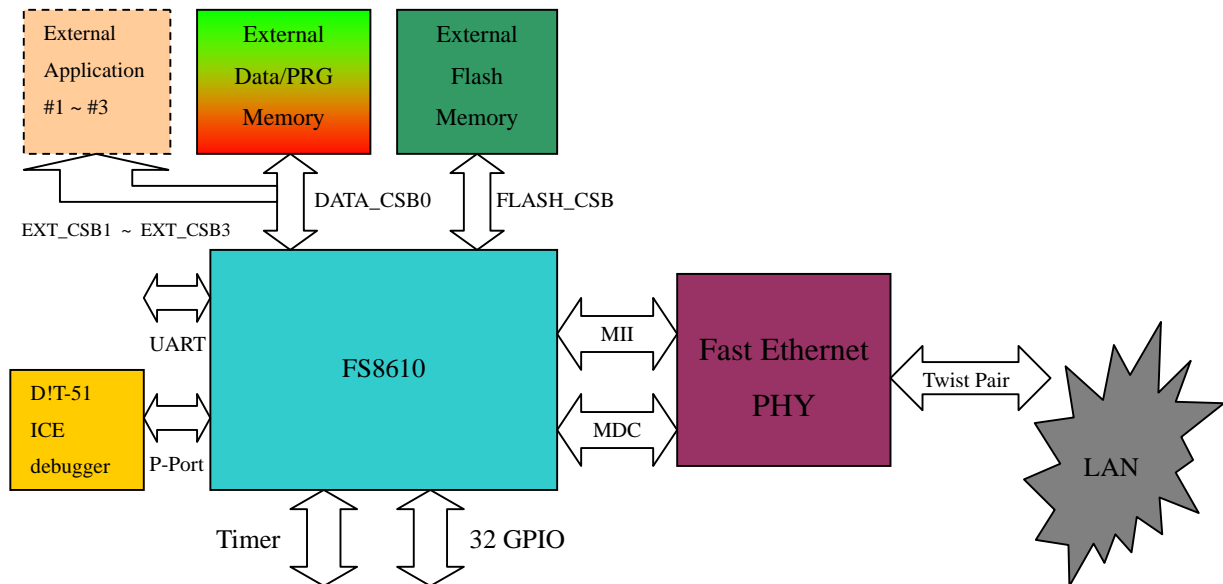 External
Application
#1 ~ #3
External
Data/PRG
Memory
External
Flash
Memory
DATA_CSB0
FLASH_CSB
EXT_CSB1 ~ EXT_CSB3
UART
FS8610
MII
Fast Ethernet
PHY
Twist Pair
D!T-51
ICE
debugger
P-Port
MDC
LAN
Timer
32 GPIO